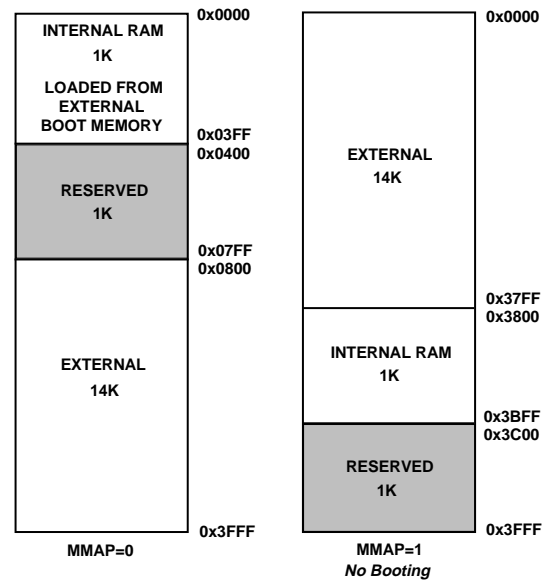 0x0000
INTERNAL RAM
1K
LOADED FROM
EXTERNAL
BOOT MEMORY
0x03FF
0x0400
RESERVED
1K
0x07FF
0x0800
EXTERNAL
14K
0x3FFF
MMAP=0
0x0000
EXTERNAL
14K
0x37FF
0x3800
INTERNAL RAM
1K
0x3BFF
0x3C00
RESERVED
1K
0x3FFF
MMAP=1
No Booting